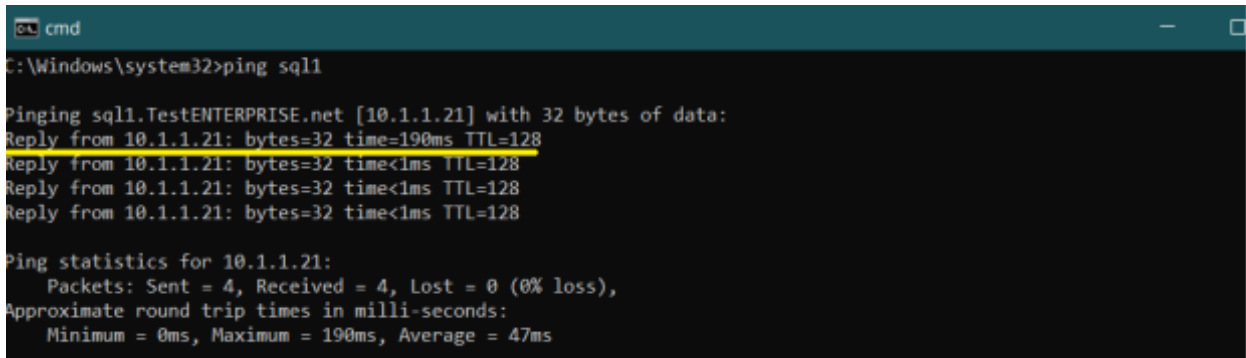 cmd
C:\Windows\system32>ping sql1
Pinging sql1.TestENTERPRISE.net [10.1.1.21] with 32 bytes of data:
Reply from 10.1.1.21: bytes=32 time=190ms TTL=128
Reply from 10.1.1.21: bytes=32 time<1ms TTL=128
Reply from 10.1.1.21: bytes=32 time<1ms TTL=128
Reply from 10.1.1.21: bytes=32 time<1ms TTL=128
Ping statistics for 10.1.1.21:
Packets: Sent = 4, Received = 4, Lost = 0 (0% loss),
Approximate round trip times in milli-seconds:
Minimum = 0ms, Maximum = 190ms, Average = 47ms